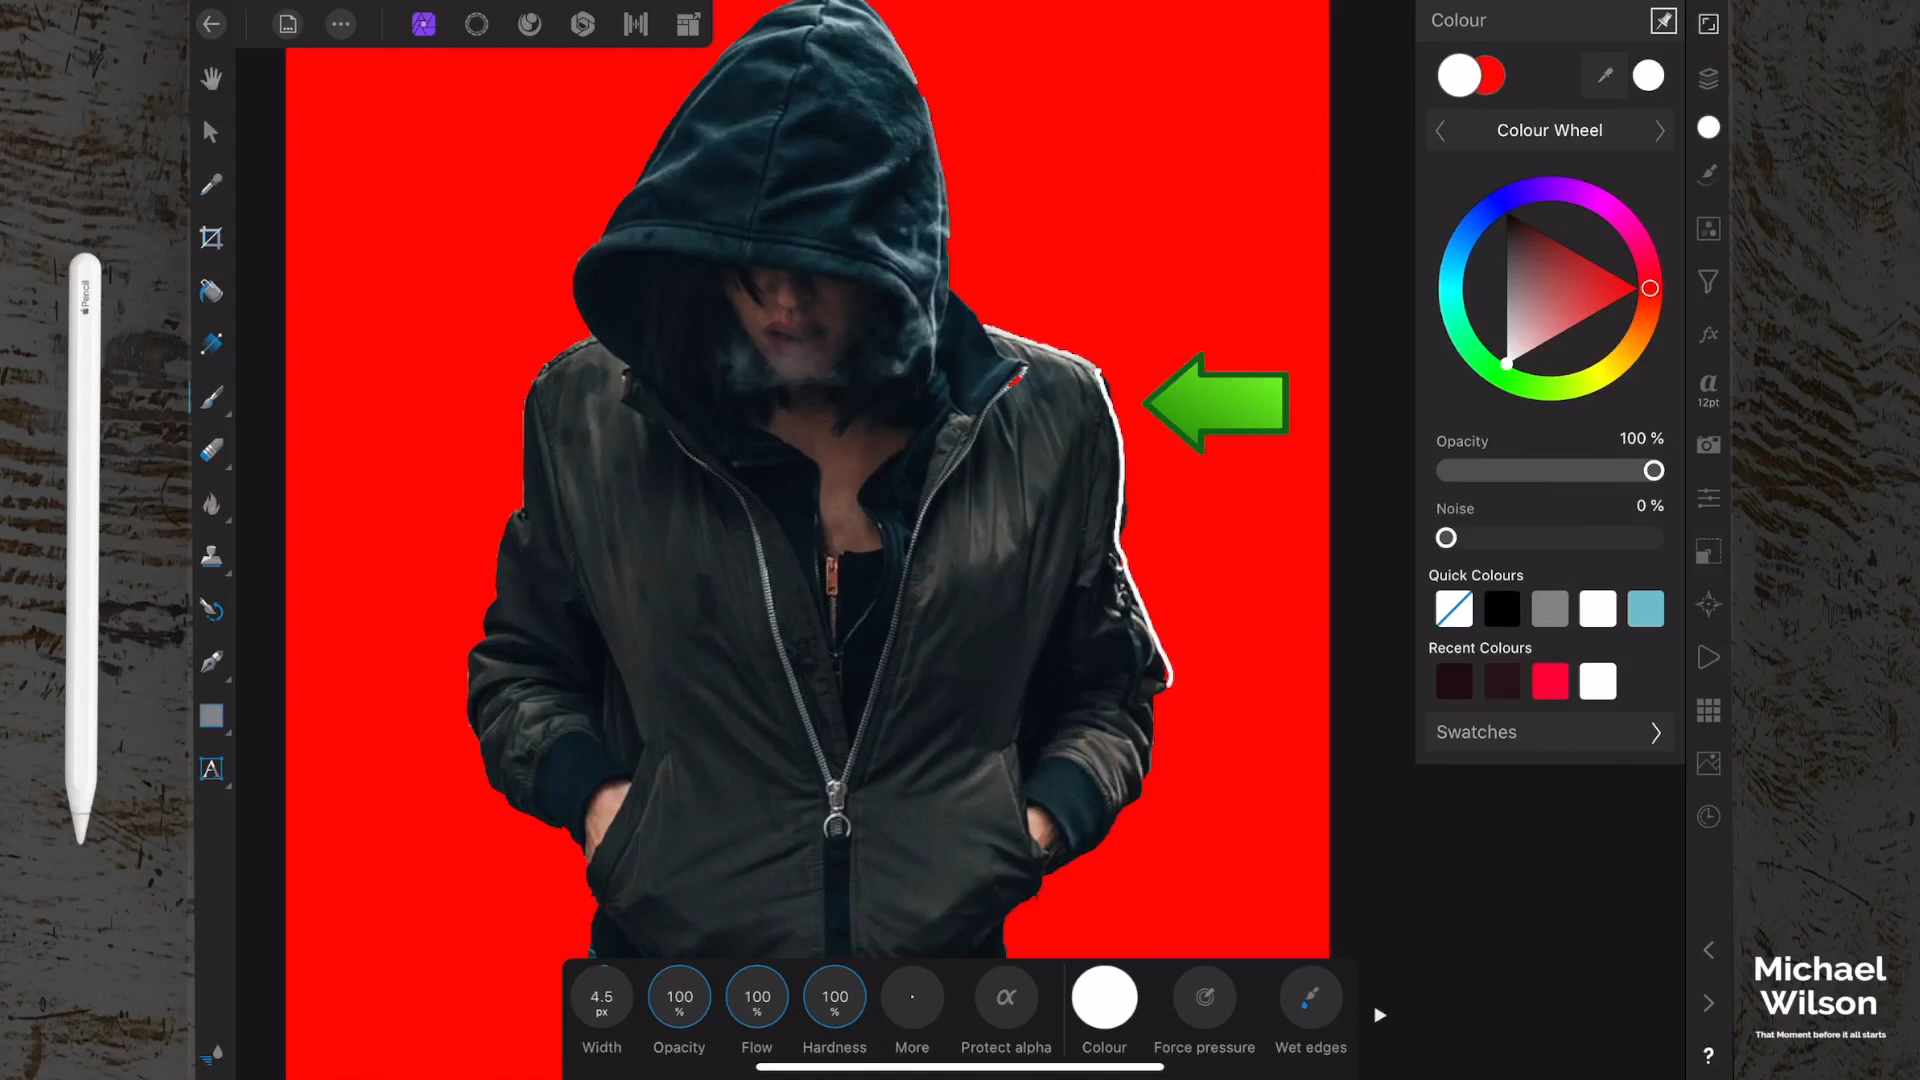 Pencil
Colour
Colour Wheel
Opacity
100 %
Noise
0 %
Quick Colours
Recent Colours
Swatches
a
12pt
fx
A
4.5
px
100
%
100
%
100
%
α
Width
Opacity
Flow
Hardness
More
Protect alpha
Colour
Force pressure
Wet edges
?
Michael
Wilson
That Moment before it all starts